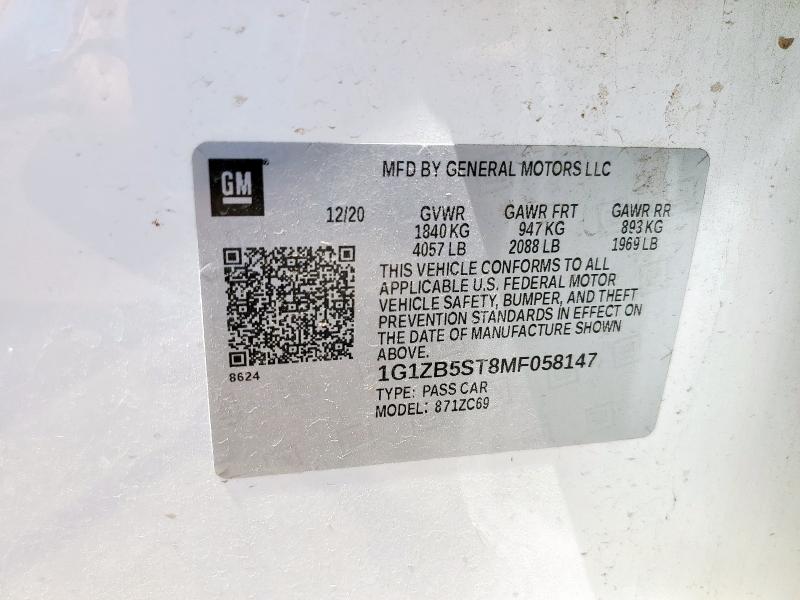 GM
MFD BY GENERAL MOTORS LLC
12/20 GVWR GAWR FRT GAWR RR
1840 KG 947 KG 893 KG
4057 LB 2088 LB 1969 LB
THIS VEHICLE CONFORMS TO ALL
APPLICABLE U.S. FEDERAL MOTOR
VEHICLE SAFETY, BUMPER, AND THEFT
PREVENTION STANDARDS IN EFFECT ON
THE DATE OF MANUFACTURE SHOWN
ABOVE.
8624
1G1ZB5ST8MF058147
TYPE: PASS CAR
MODEL: 871ZC69